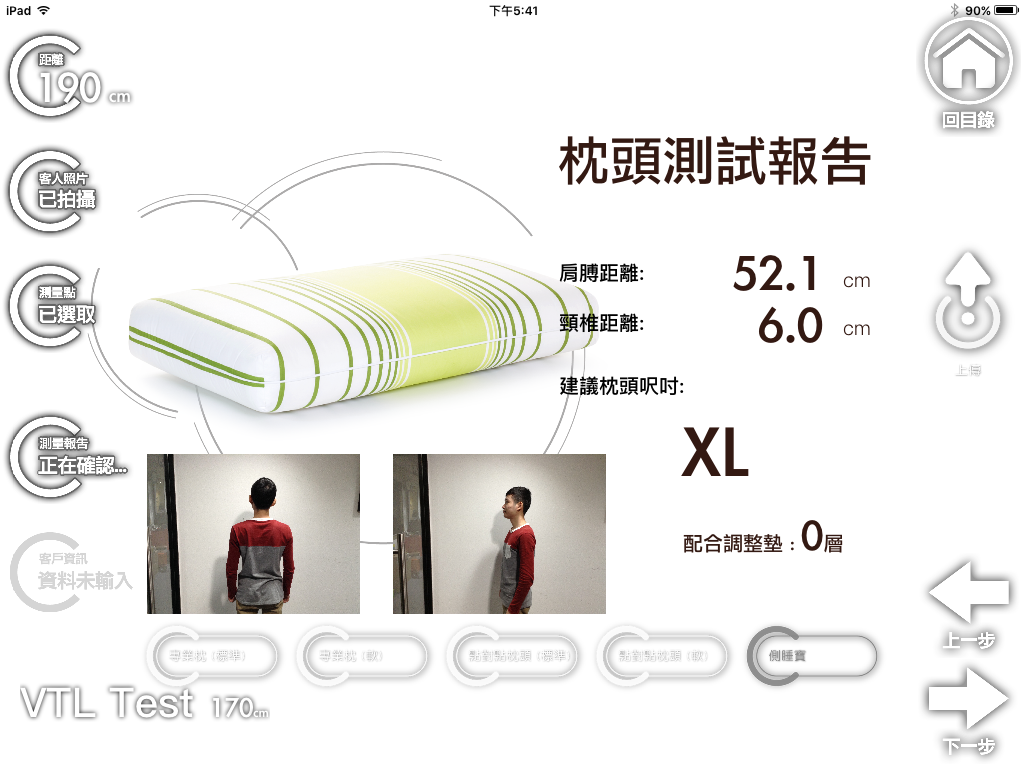 iPad 下午5:41 90%
距離
190 cm
客人照片
已拍攝
測量點
已選取
測量報告
正在確認...
客戶資訊
資料未輸入
回目錄
枕頭測試報告
肩膊距離: 52.1 cm
頸椎距離: 6.0 cm
建議枕頭呎吋:
XL
配合調整墊 : 0層
上傳
上一步
下一步
專業枕 (標準)
專業枕 (軟)
點對點枕頭 (標準)
點對點枕頭 (軟)
側睡寶
VTL Test 170cm